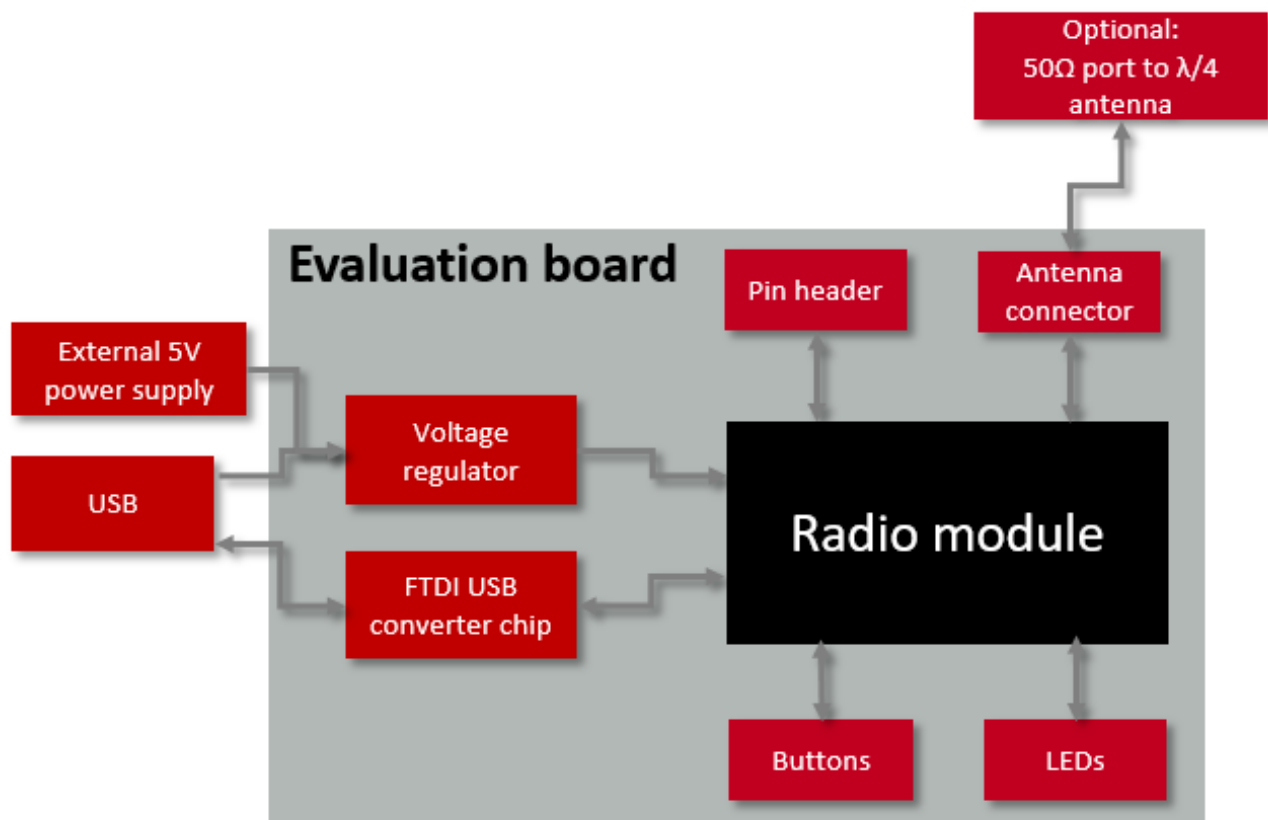 Optional:
50Ω port to λ/4
antenna
Evaluation board
Pin header
Antenna
connector
External 5V
power supply
Voltage
regulator
USB
Radio module
FTDI USB
converter chip
Buttons
LEDs